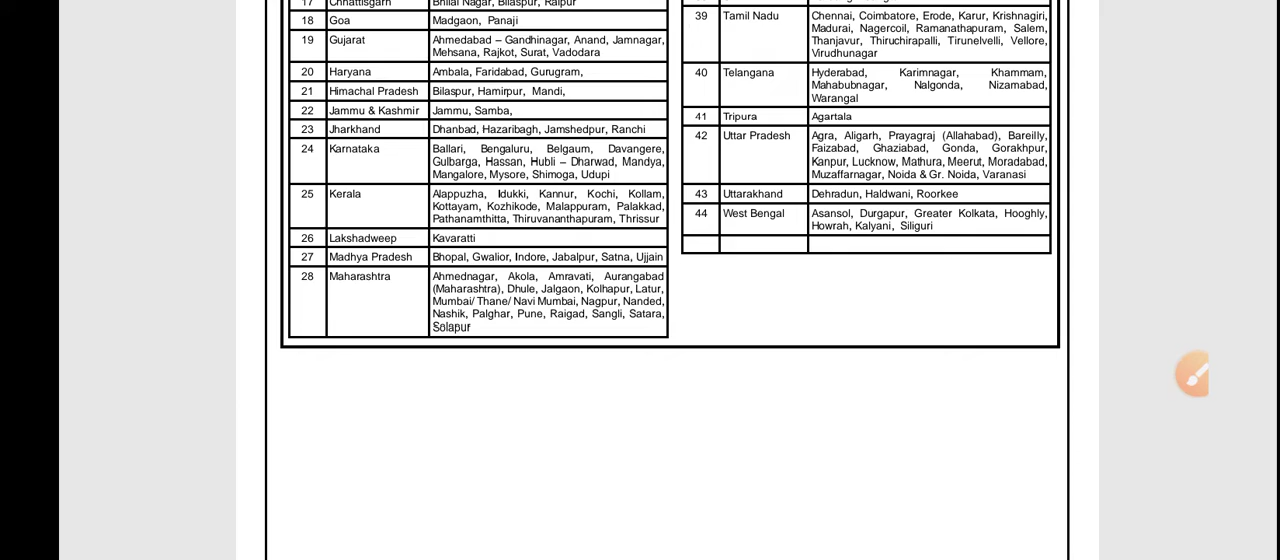 17 Chhattisgarh Bhilai Nagar, Bilaspur, Raipur
18 Goa Madgaon, Panaji
19 Gujarat Ahmedabad – Gandhinagar, Anand, Jamnagar,
Mehsana, Rajkot, Surat, Vadodara
20 Haryana Ambala, Faridabad, Gurugram,
21 Himachal Pradesh Bilaspur, Hamirpur, Mandi,
22 Jammu & Kashmir Jammu, Samba,
23 Jharkhand Dhanbad, Hazaribagh, Jamshedpur, Ranchi
24 Karnataka Ballari, Bengaluru, Belgaum, Davangere,
Gulbarga, Hassan, Hubli – Dharwad, Mandya,
Mangalore, Mysore, Shimoga, Udupi
25 Kerala Alappuzha, Idukki, Kannur, Kochi, Kollam,
Kottayam, Kozhikode, Malappuram, Palakkad,
Pathanamthitta, Thiruvananthapuram, Thrissur
26 Lakshadweep Kavaratti
27 Madhya Pradesh Bhopal, Gwalior, Indore, Jabalpur, Satna, Ujjain
28 Maharashtra Ahmednagar, Akola, Amravati, Aurangabad
(Maharashtra), Dhule, Jalgaon, Kolhapur, Latur,
Mumbai/ Thane/ Navi Mumbai, Nagpur, Nanded,
Nashik, Palghar, Pune, Raigad, Sangli, Satara,
Solapur
39 Tamil Nadu Chennai, Coimbatore, Erode, Karur, Krishnagiri,
Madurai, Nagercoil, Ramanathapuram, Salem,
Thanjavur, Thiruchirapalli, Tirunelvelli, Vellore,
Virudhunagar
40 Telangana Hyderabad, Karimnagar, Khammam,
Mahabubnagar, Nalgonda, Nizamabad,
Warangal
41 Tripura Agartala
42 Uttar Pradesh Agra, Aligarh, Prayagraj (Allahabad), Bareilly,
Faizabad, Ghaziabad, Gonda, Gorakhpur,
Kanpur, Lucknow, Mathura, Meerut, Moradabad,
Muzaffarnagar, Noida & Gr. Noida, Varanasi
43 Uttarakhand Dehradun, Haldwani, Roorkee
44 West Bengal Asansol, Durgapur, Greater Kolkata, Hooghly,
Howrah, Kalyani, Siliguri